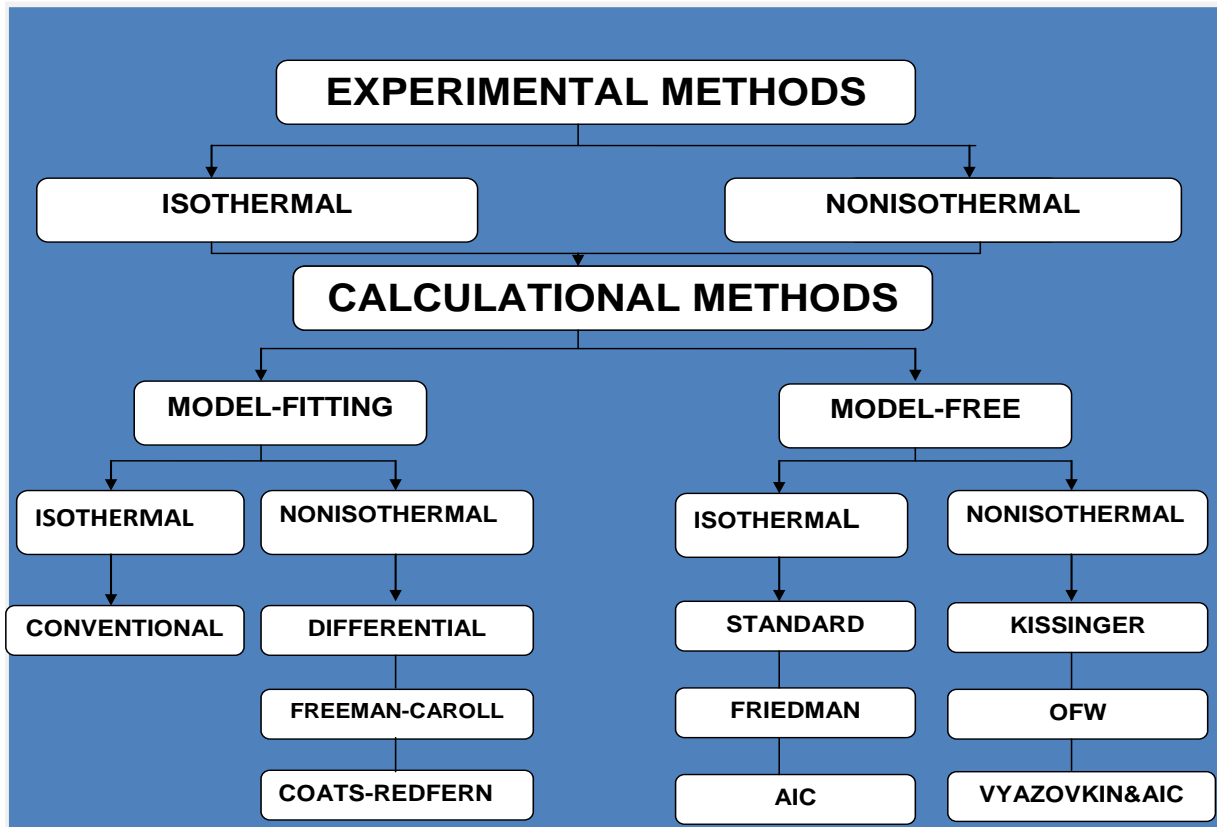 EXPERIMENTAL METHODS
ISOTHERMAL
NONISOTHERMAL
CALCULATIONAL METHODS
MODEL-FITTING
MODEL-FREE
ISOTHERMAL
NONISOTHERMAL
ISOTHERMAL
NONISOTHERMAL
CONVENTIONAL
DIFFERENTIAL
STANDARD
KISSINGER
FREEMAN-CAROLL
FRIEDMAN
OFW
COATS-REDFERN
AIC
VYAZOVKIN&AIC